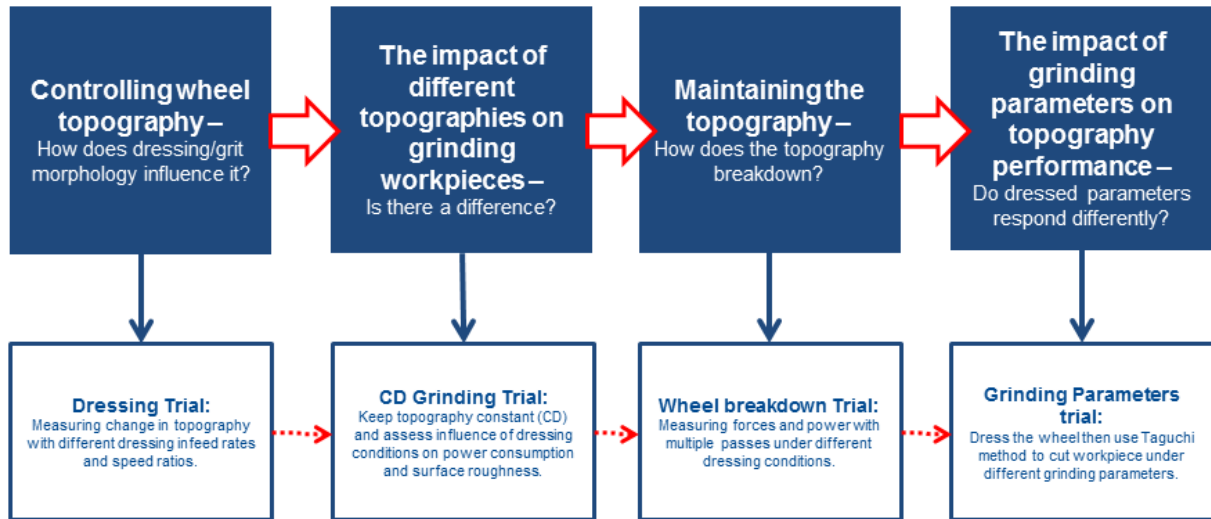 Controlling wheel
topography –
How does dressing/grit
morphology influence it?
The impact of
different
topographies on
grinding
workpieces –
Is there a difference?
Maintaining the
topography –
How does the topography
breakdown?
The impact of
grinding
parameters on
topography
performance –
Do dressed parameters
respond differently?
Dressing Trial:
Measuring change in topography
with different dressing infeed rates
and speed ratios.
CD Grinding Trial:
Keep topography constant (CD)
and assess influence of dressing
conditions on power consumption
and surface roughness.
Wheel breakdown Trial:
Measuring forces and power with
multiple passes under different
dressing conditions.
Grinding Parameters
trial:
Dress the wheel then use Taguchi
method to cut workpiece under
different grinding parameters.